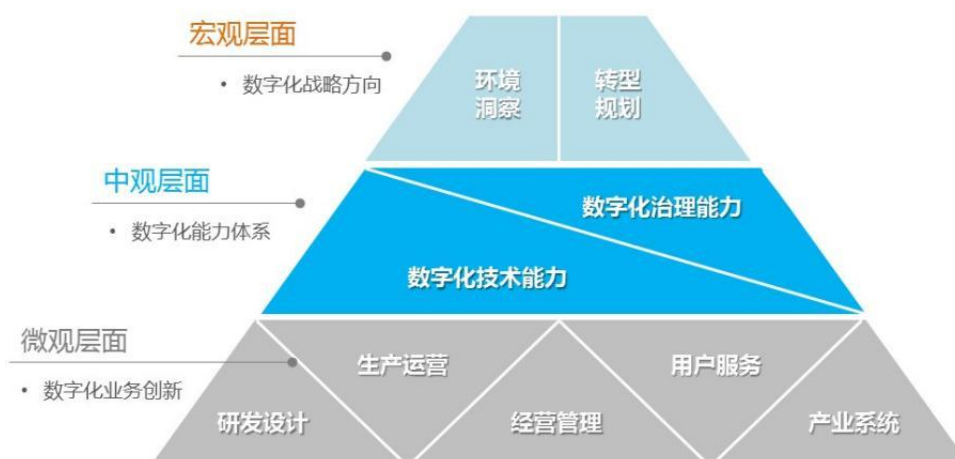 宏观层面
• 数字化战略方向
环境
洞察
转型
规划
中观层面
• 数字化能力体系
数字化治理能力
数字化技术能力
微观层面
• 数字化业务创新
生产运营
用户服务
研发设计
经营管理
产业系统